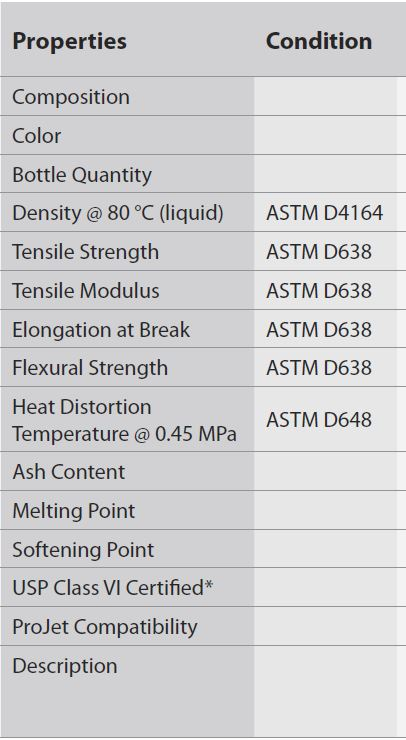 Properties Condition
Composition
Color
Bottle Quantity
Density @ 80 °C (liquid) ASTM D4164
Tensile Strength ASTM D638
Tensile Modulus ASTM D638
Elongation at Break ASTM D638
Flexural Strength ASTM D638
Heat Distortion
Temperature @ 0.45 MPa ASTM D648
Ash Content
Melting Point
Softening Point
USP Class VI Certified*
ProJet Compatibility
Description